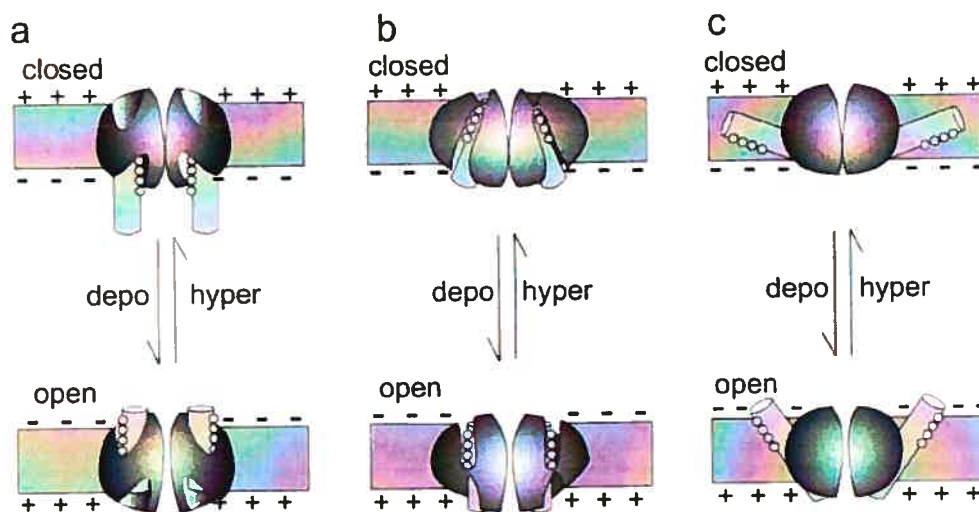 a
closed
+ + +
+ + +
- - -
- - -
depo
hyper
open
- - -
- - -
+ + +
+ + +
b
closed
+ + +
+ + +
- - -
- - -
depo
hyper
open
- - -
- - -
+ + +
+ + +
c
closed
+ + +
+ + +
- - -
- - -
depo
hyper
open
- - -
- - -
+ + + +
+ + +